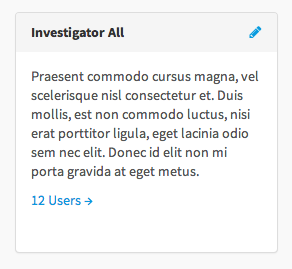 Investigator All
Praesent commodo cursus magna, vel
scelerisque nisl consectetur et. Duis
mollis, est non commodo luctus, nisi
erat porttitor ligula, eget lacinia odio
sem nec elit. Donec id elit non mi
porta gravida at eget metus.
12 Users →